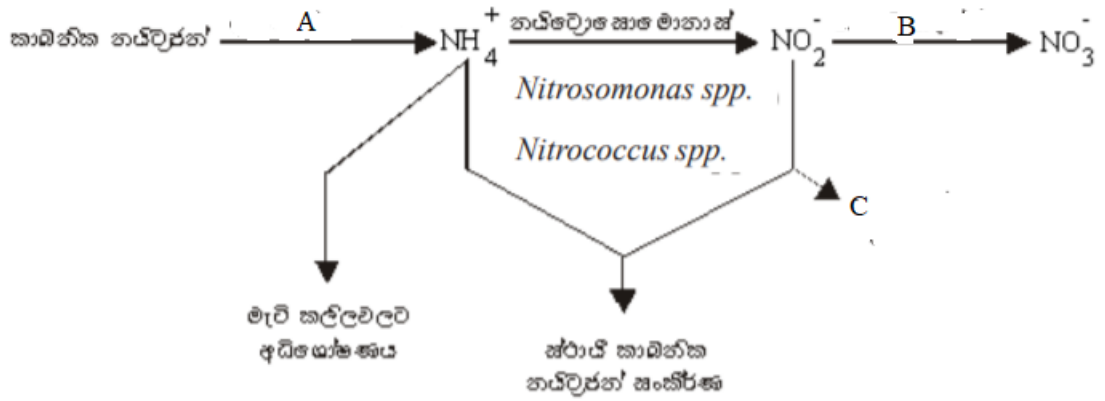 කාබනික නයිට්‍රජන්
A
NH₄⁺
නයිට්‍රොසොමොනාස්
NO₂⁻
B
NO₃⁻
Nitrosomonas spp.
Nitrococcus spp.
C
මැටි කලිලවලට
අධිශෝෂණය
ස්ථායී කාබනික
නයිට්‍රජන් සංකීර්ණ